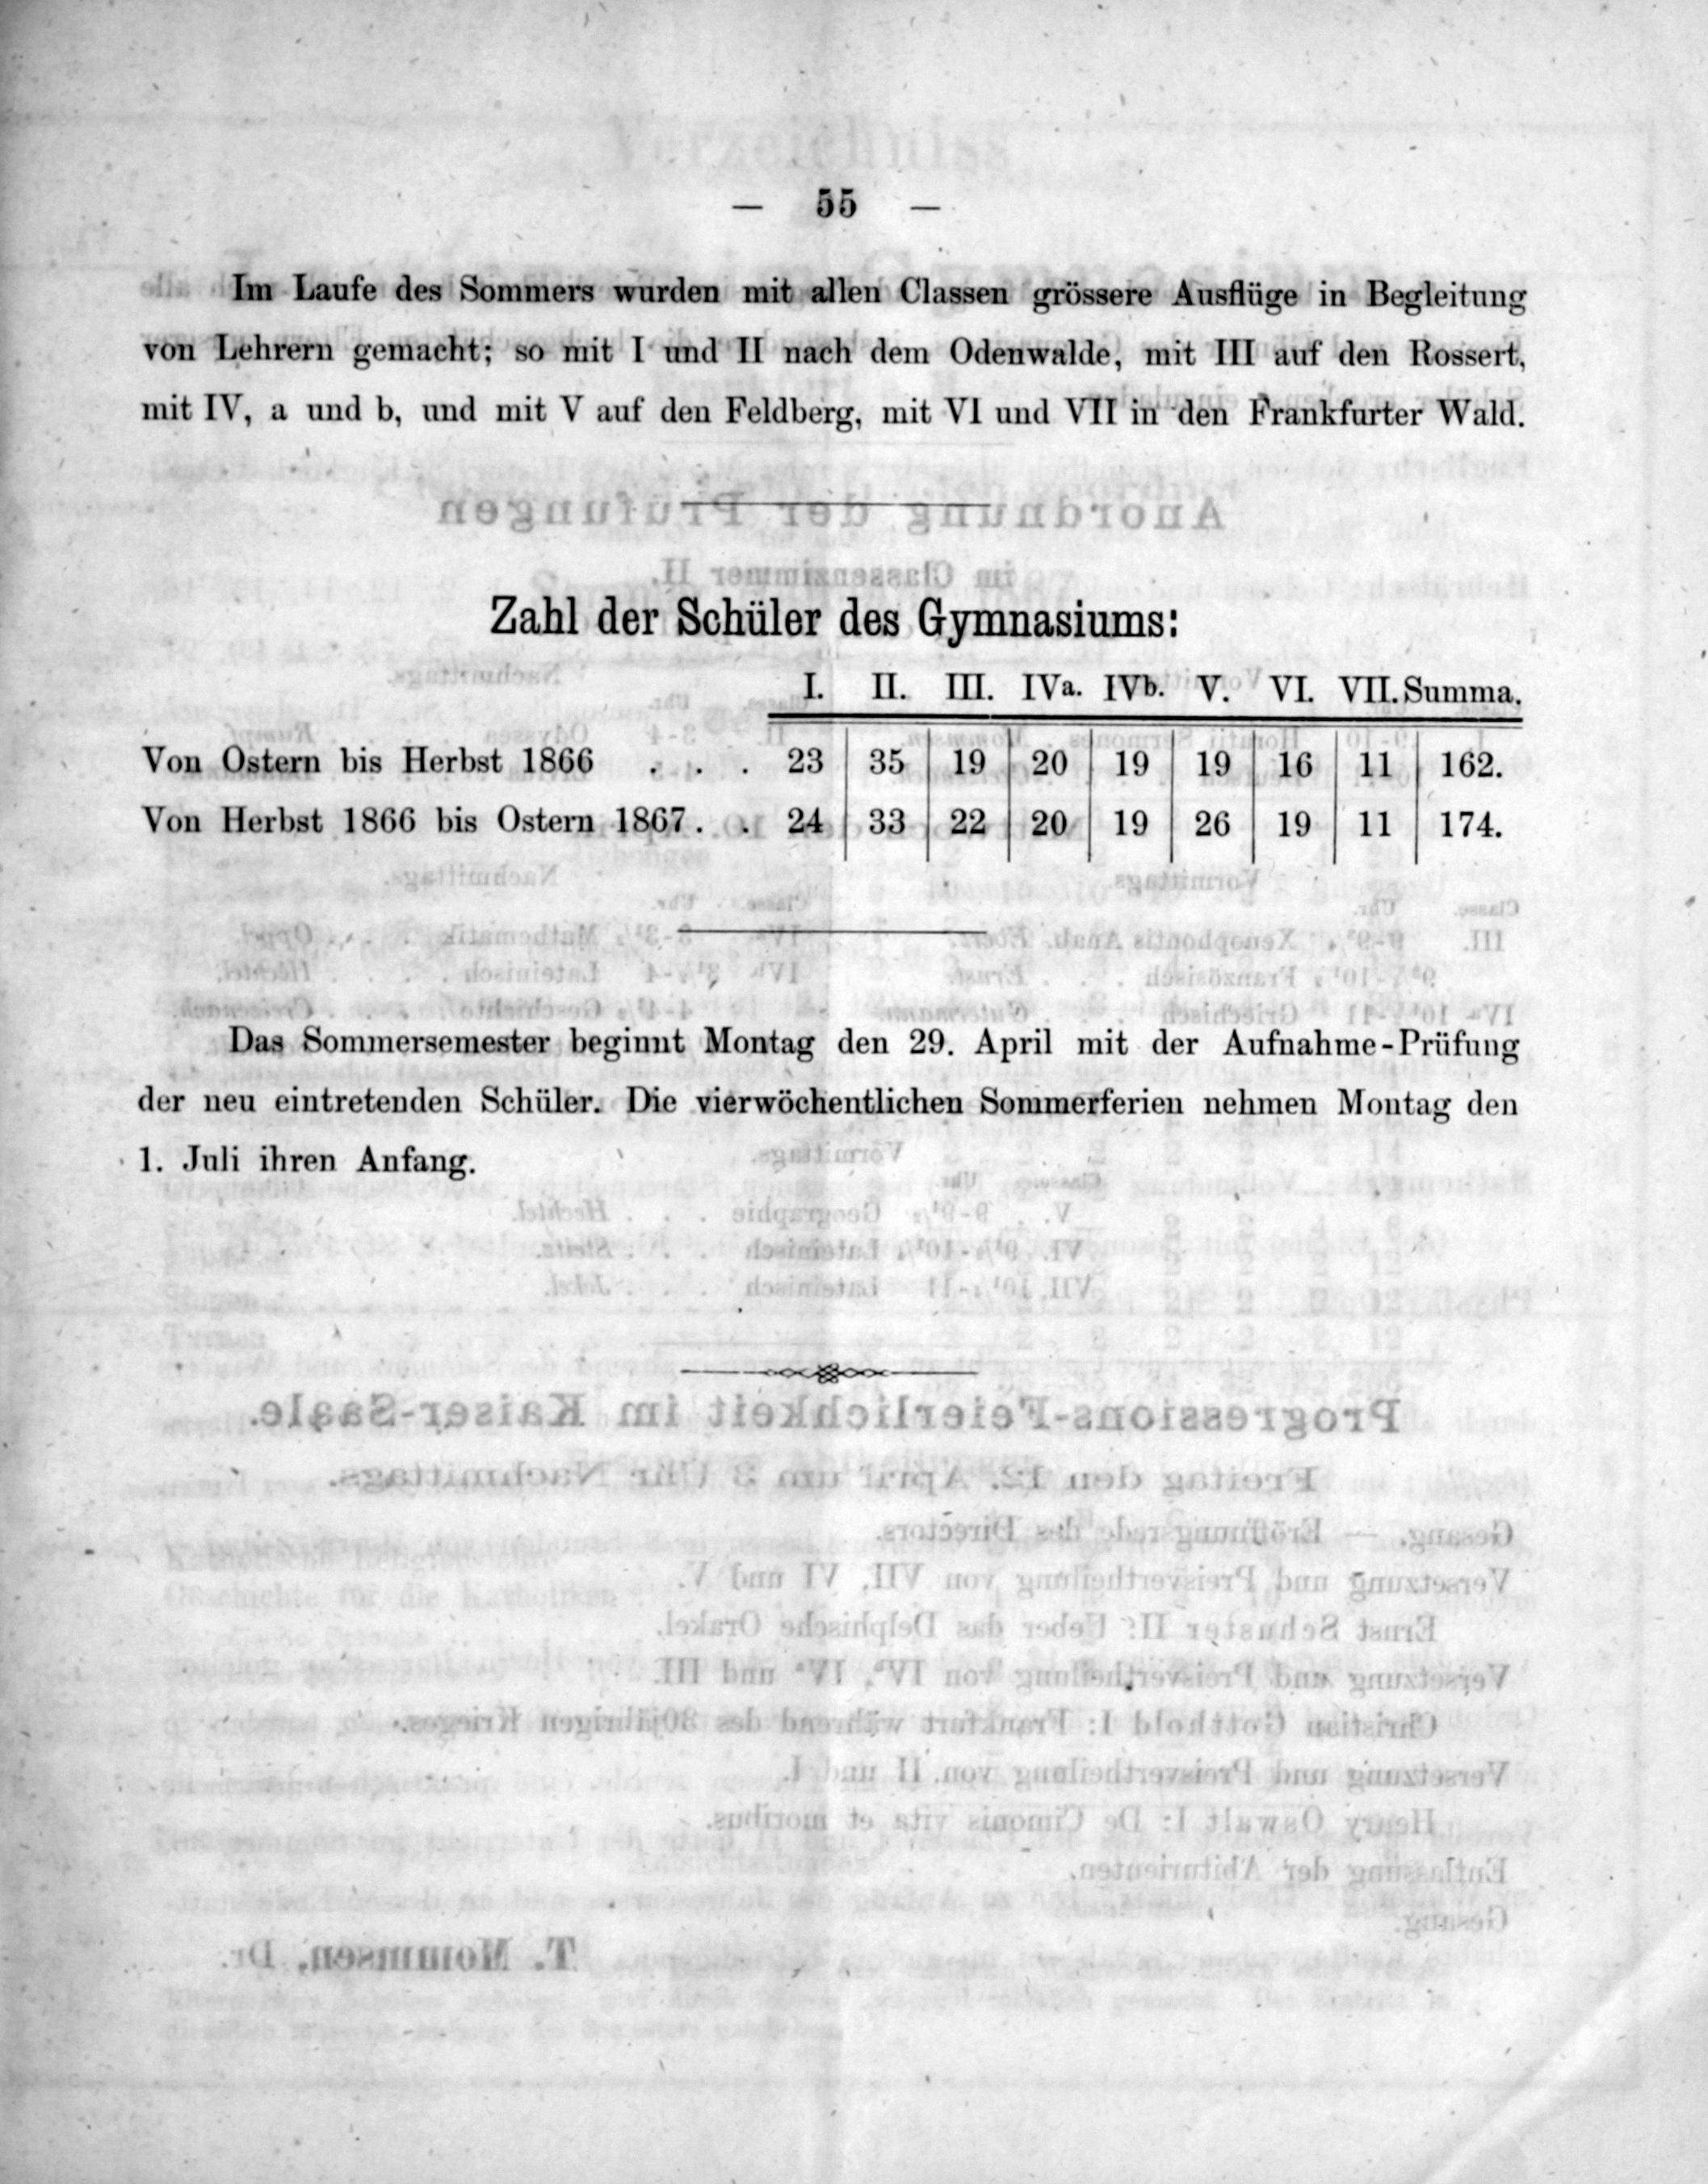 — 55 —
Im Laufe des Sommers wurden mit allen Classen grössere Ausflüge in Begleitung
von Lehrern gemacht; so mit I und II nach dem Odenwalde, mit III auf den Rossert,
mit IV, a und b, und mit V auf den Feldberg, mit VI und VII in den Frankfurter Wald.
Zahl der Schüler des Gymnasiums:
I. II. III. IVa. IVb. V. VI. VII. Summa.
Von Ostern bis Herbst 1866 . . . 23 35 19 20 19 19 16 11 162.
Von Herbst 1866 bis Ostern 1867 . . 24 33 22 20 19 26 19 11 174.
Das Sommersemester beginnt Montag den 29. April mit der Aufnahme-Prüfung
der neu eintretenden Schüler. Die vierwöchentlichen Sommerferien nehmen Montag den
1. Juli ihren Anfang.